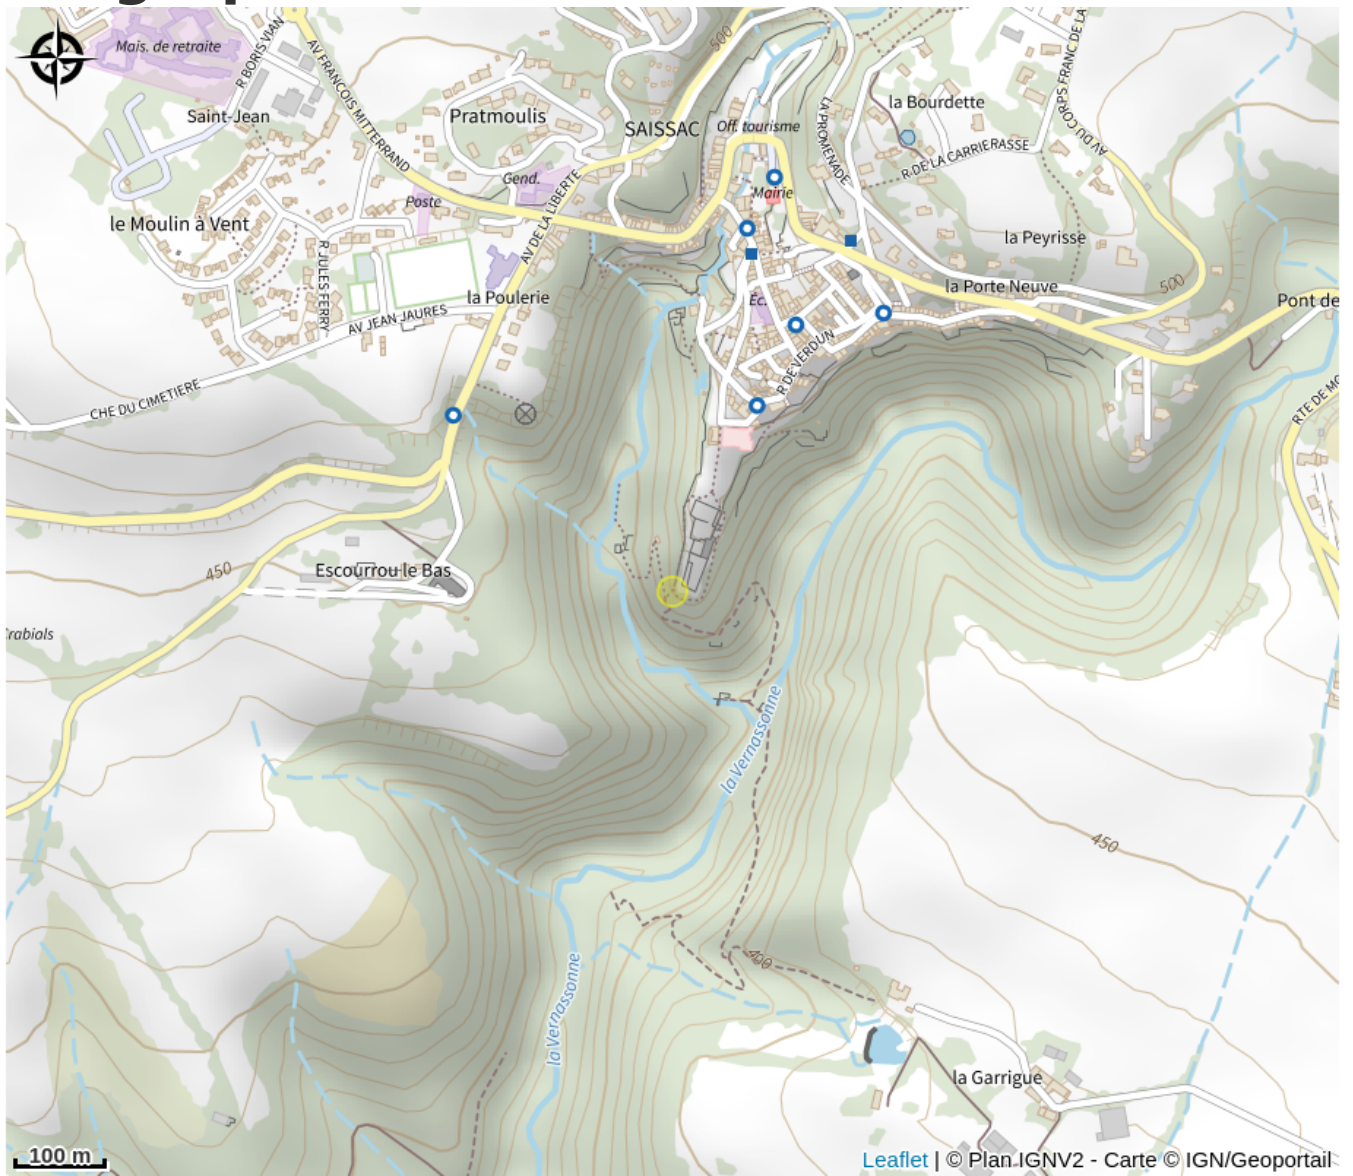 Mais. de retraite
R BORIS VIAN
AV FRANCOIS MITTERRAND
500
AV DU CORPS FRANC DE LA
Saint-Jean
Pratmoulis
SAISSAC
Off. tourisme
LA PROMENADE
la Bourdette
R DE LA CARRIERASSE
Gend.
Mairie
Poste
AV DE LA LIBERTE
le Moulin à Vent
R JULES FERRY
la Peyrisse
la Poulerie
Éc.
la Porte Neuve
500
Pont de
AV JEAN JAURES
R DE VERDUN
CHE DU CIMETIERE
RTE DE MO
450
Escourrou le Bas
Crabials
la Vernassonne
450
400
la Vernassonne
la Garrigue
100 m
Leaflet | © Plan IGNV2 - Carte © IGN/Geoportail